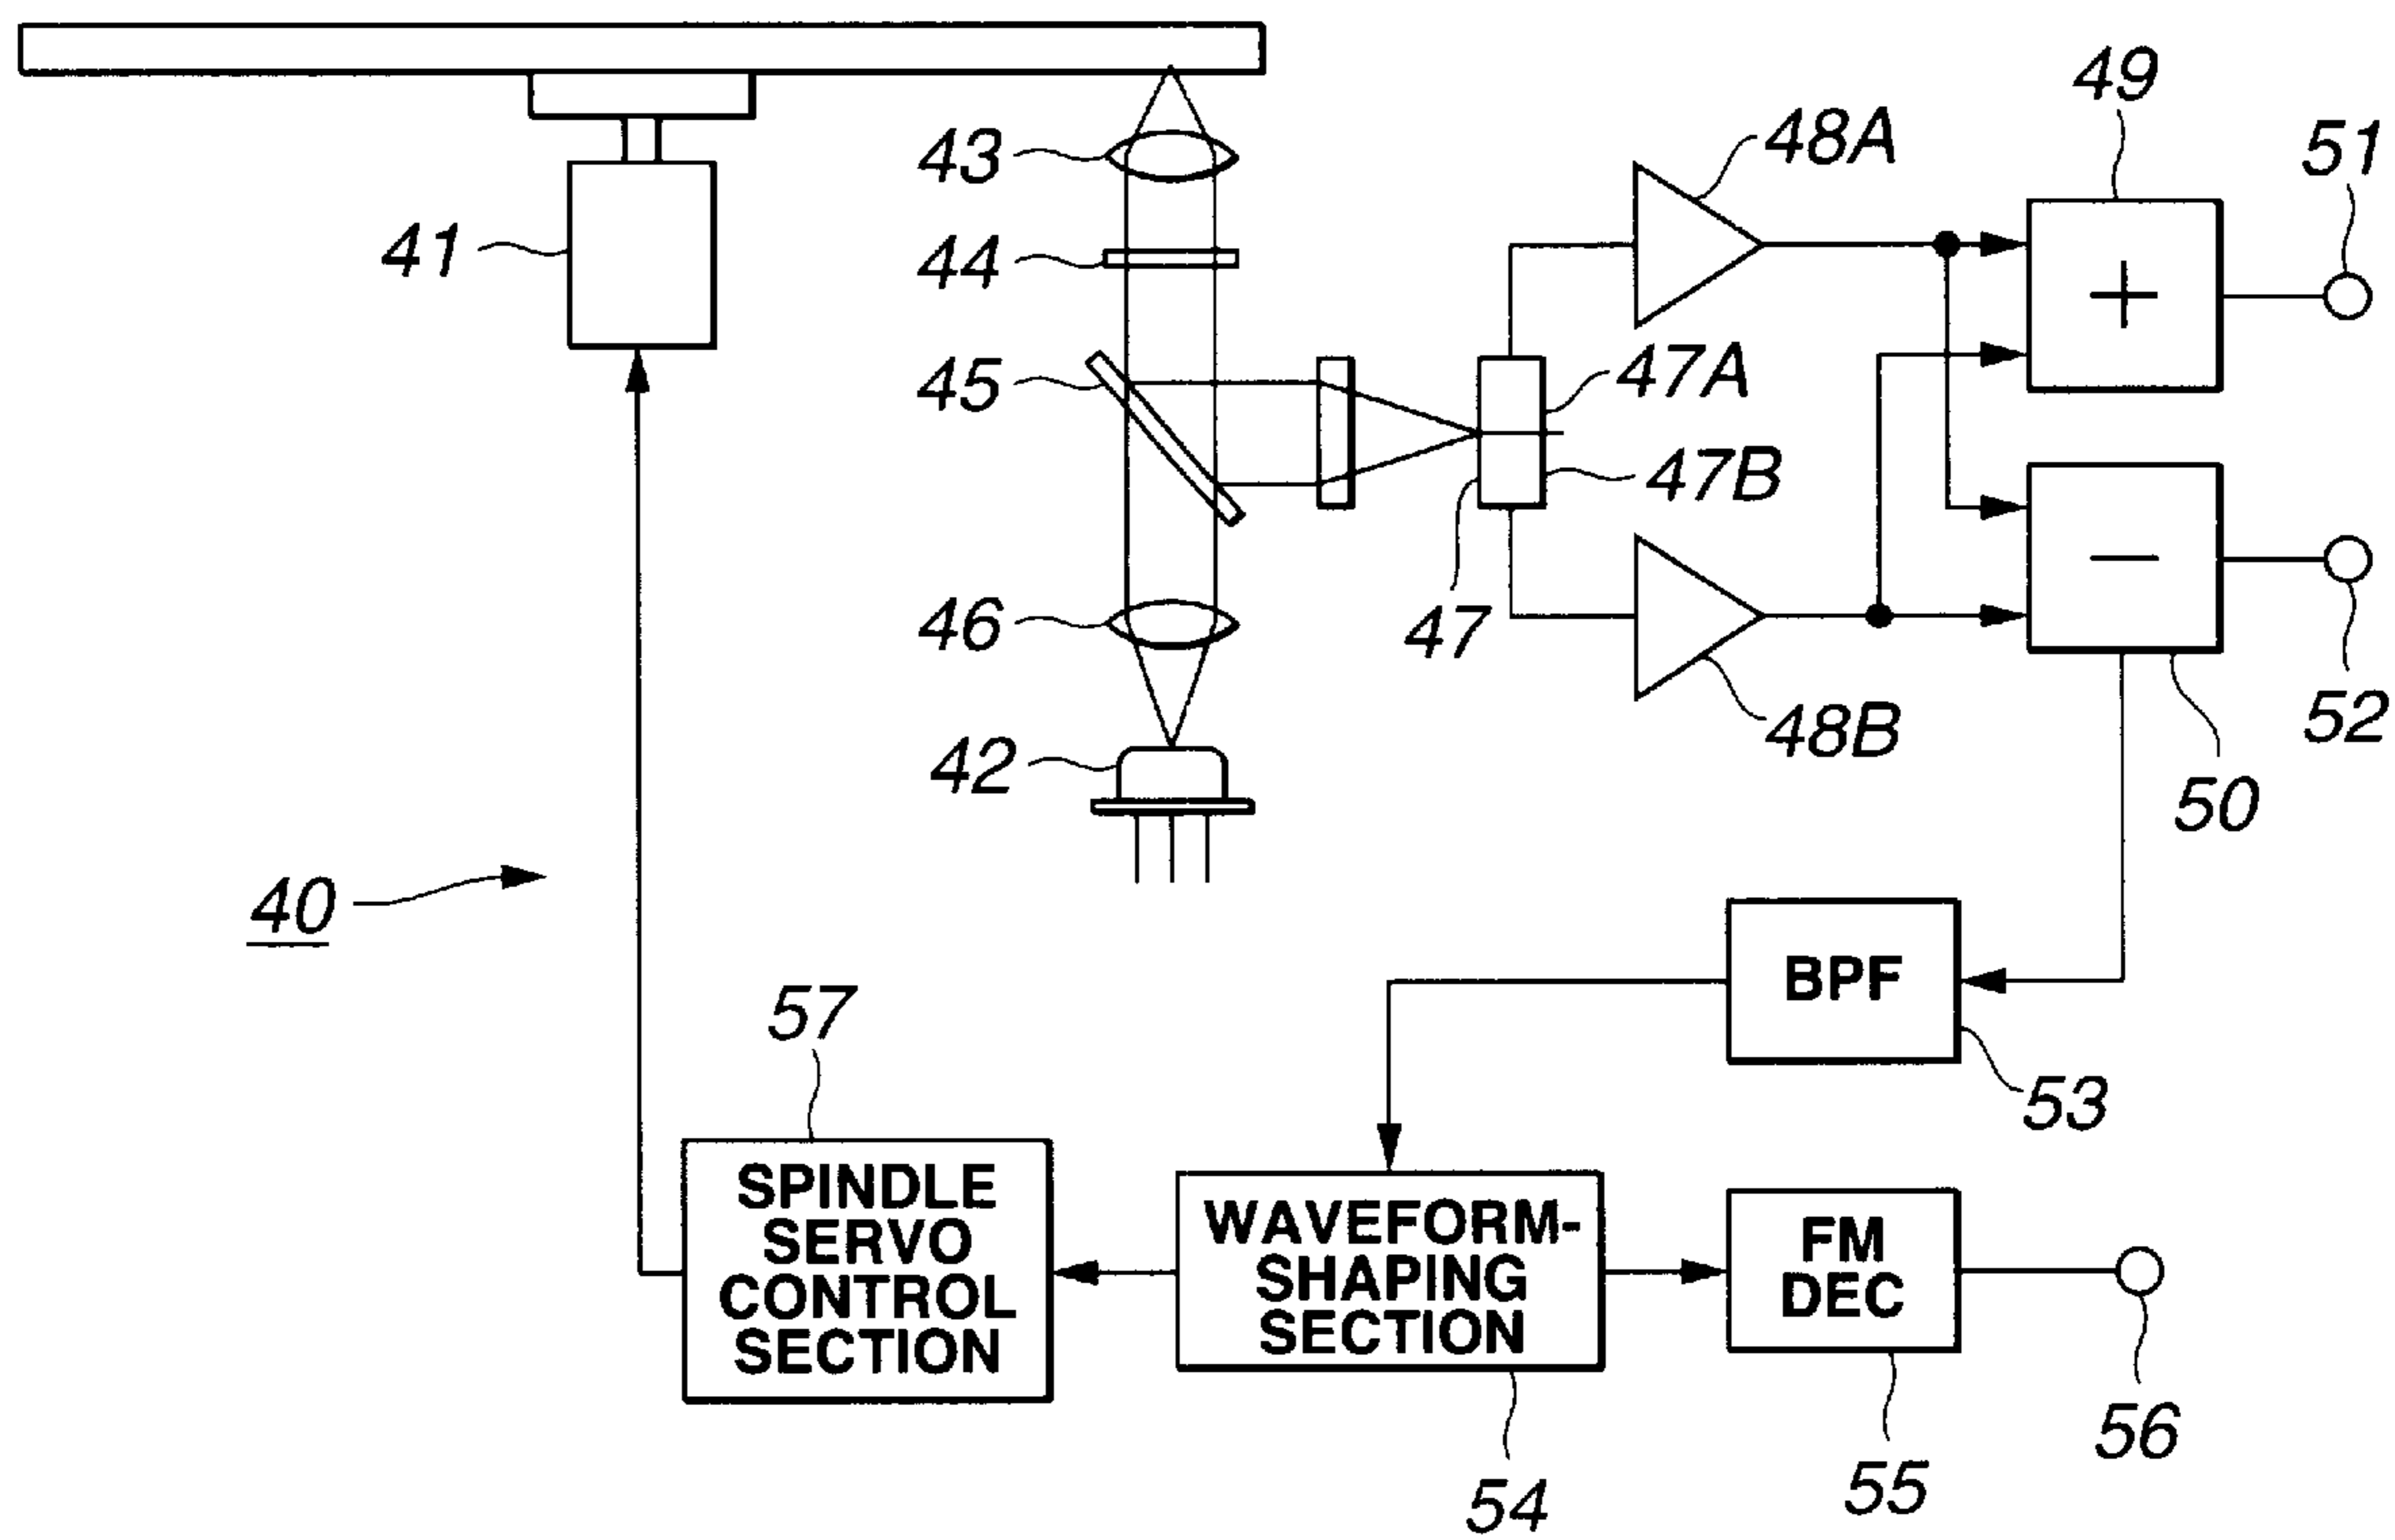 49
48A
51
43
41
44
45
47A
47B
46
47
48B
52
42
50
40
BPF
57
53
SPINDLE
SERVO
CONTROL
SECTION
WAVEFORM-
SHAPING
SECTION
FM
DEC
56
54
55
+
−